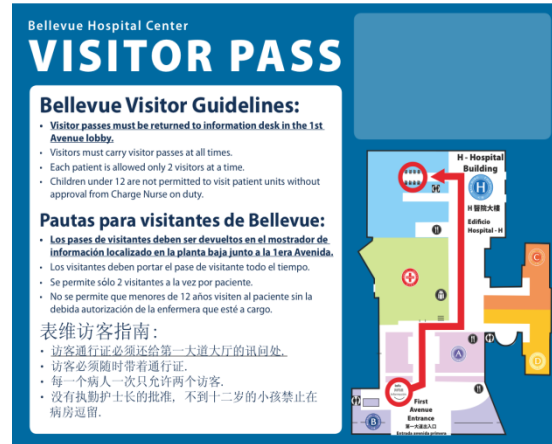 Bellevue Hospital Center
VISITOR PASS
Bellevue Visitor Guidelines:
• Visitor passes must be returned to information desk in the 1st
Avenue lobby.
• Visitors must carry visitor passes at all times.
• Each patient is allowed only 2 visitors at a time.
• Children under 12 are not permitted to visit patient units without
approval from Charge Nurse on duty.
Pautas para visitantes de Bellevue:
• Los pases de visitantes deben ser devueltos en el mostrador de
información localizado en la planta baja junto a la 1era Avenida.
• Los visitantes deben portar el pase de visitante todo el tiempo.
• Se permite sólo 2 visitantes a la vez por paciente.
• No se permite que menores de 12 años visiten al paciente sin la
debida autorización de la enfermera que esté a cargo.
表维访客指南:
• 访客通行证必须还给第一大道大厅的讯问处.
• 访客必须随时带着通行证.
• 每一个病人一次只允许两个访客.
• 没有执勤护士长的批准, 不到十二岁的小孩禁止在
病房逗留.
H - Hospital
Building
H
H 醫院大樓
Edificio
Hospital - H
C
D
A
B
First
Avenue
Entrance
第一大道出入口
Entrada avenida primera